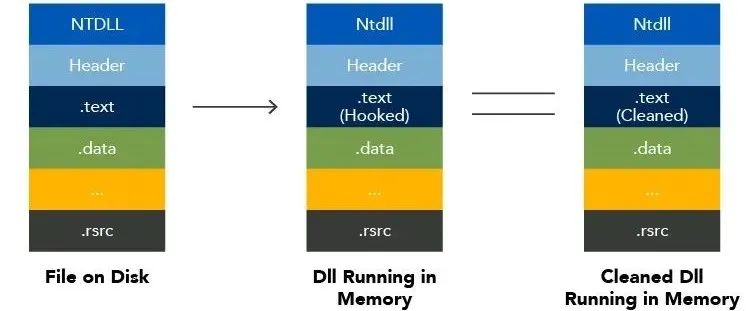 NTDLL
Header
.text
.data
...
.rsrc
File on Disk
Ntdll
Header
.text
(Hooked)
.data
...
.rsrc
Dll Running in
Memory
Ntdll
Header
.text
(Cleaned)
.data
...
.rsrc
Cleaned Dll
Running in Memory